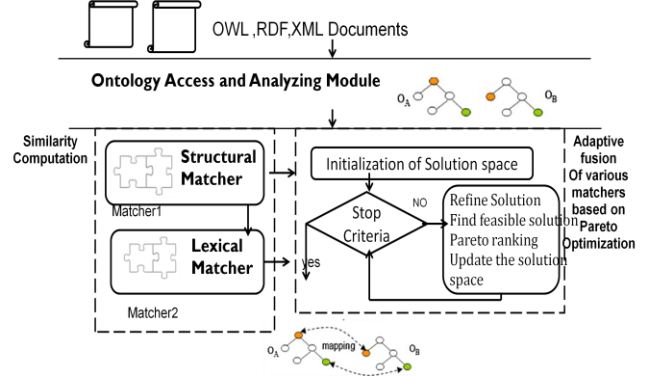 OWL ,RDF,XML Documents
Ontology Access and Analyzing Module
OA
OB
Similarity
Computation
Structural
Matcher
Matcher1
Lexical
Matcher
Matcher2
Initialization of Solution space
Stop
Criteria
NO
yes
Refine Solution
Find feasible solution
Pareto ranking
Update the solution
space
Adaptive
fusion
Of various
matchers
based on
Pareto
Optimization
OA
mapping
OB